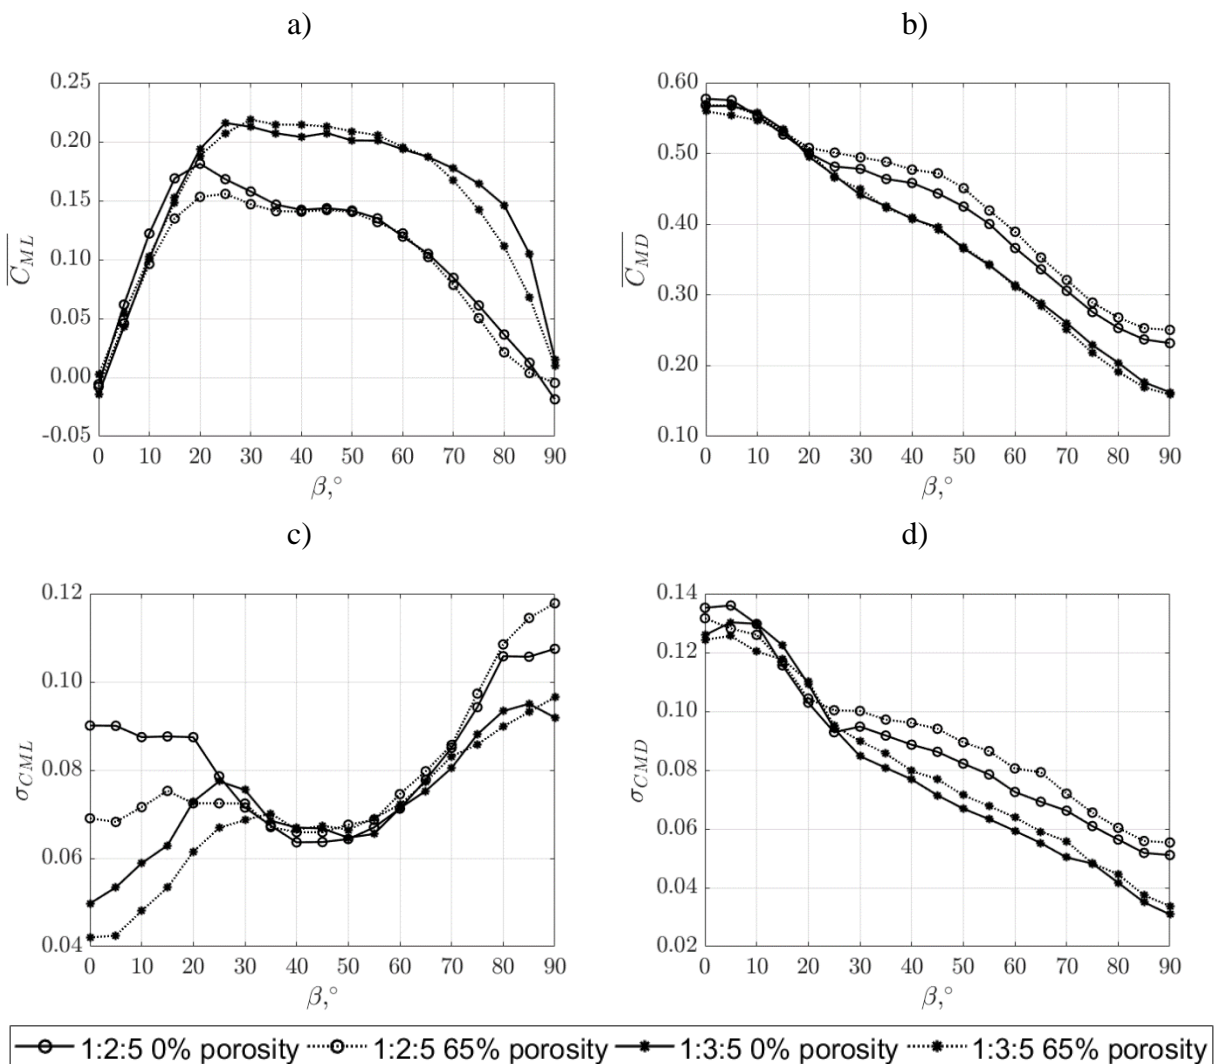 a)
0.25
0.20
0.15
0.10
0.05
0.00
-0.05
C_ML
0 10 20 30 40 50 60 70 80 90
β,°
b)
0.60
0.50
0.40
0.30
0.20
0.10
C_MD
0 10 20 30 40 50 60 70 80 90
β,°
c)
0.12
0.10
0.08
0.06
0.04
σ_CML
0 10 20 30 40 50 60 70 80 90
β,°
d)
0.14
0.12
0.10
0.08
0.06
0.04
0.02
σ_CMD
0 10 20 30 40 50 60 70 80 90
β,°
1:2:5 0% porosity 1:2:5 65% porosity 1:3:5 0% porosity 1:3:5 65% porosity